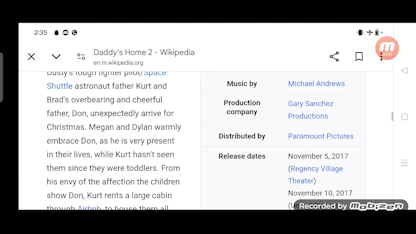 2:35
Daddy's Home 2 - Wikipedia
en.m.wikipedia.org
Dusty's tough fighter pilot/Space
Shuttle astronaut father Kurt and
Brad's overbearing and cheerful
father, Don, unexpectedly arrive for
Christmas. Megan and Dylan warmly
embrace Don, as he is very present
in their lives, while Kurt hasn't seen
them since they were toddlers. From
his envy of the affection the children
show Don, Kurt rents a large cabin
through Airbnb, to house them all
Music by Michael Andrews
Production company Gary Sanchez Productions
Distributed by Paramount Pictures
Release dates November 5, 2017
(Regency Village
Theater)
November 10, 2017
Recorded by Mobizen